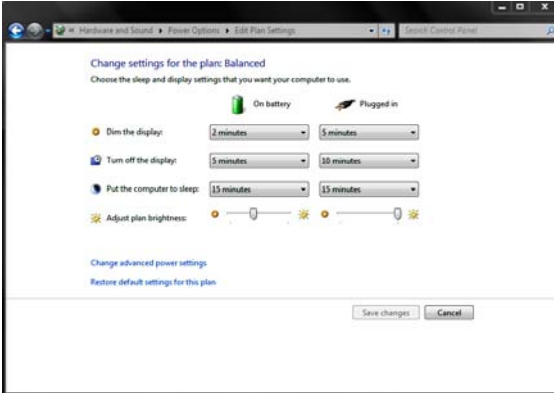 Hardware and Sound ▸ Power Options ▸ Edit Plan Settings
Search Control Panel
Change settings for the plan: Balanced
Choose the sleep and display settings that you want your computer to use.
On battery
Plugged in
Dim the display: 2 minutes 5 minutes
Turn off the display: 5 minutes 10 minutes
Put the computer to sleep: 15 minutes 15 minutes
Adjust plan brightness:
Change advanced power settings
Restore default settings for this plan
Save changes Cancel